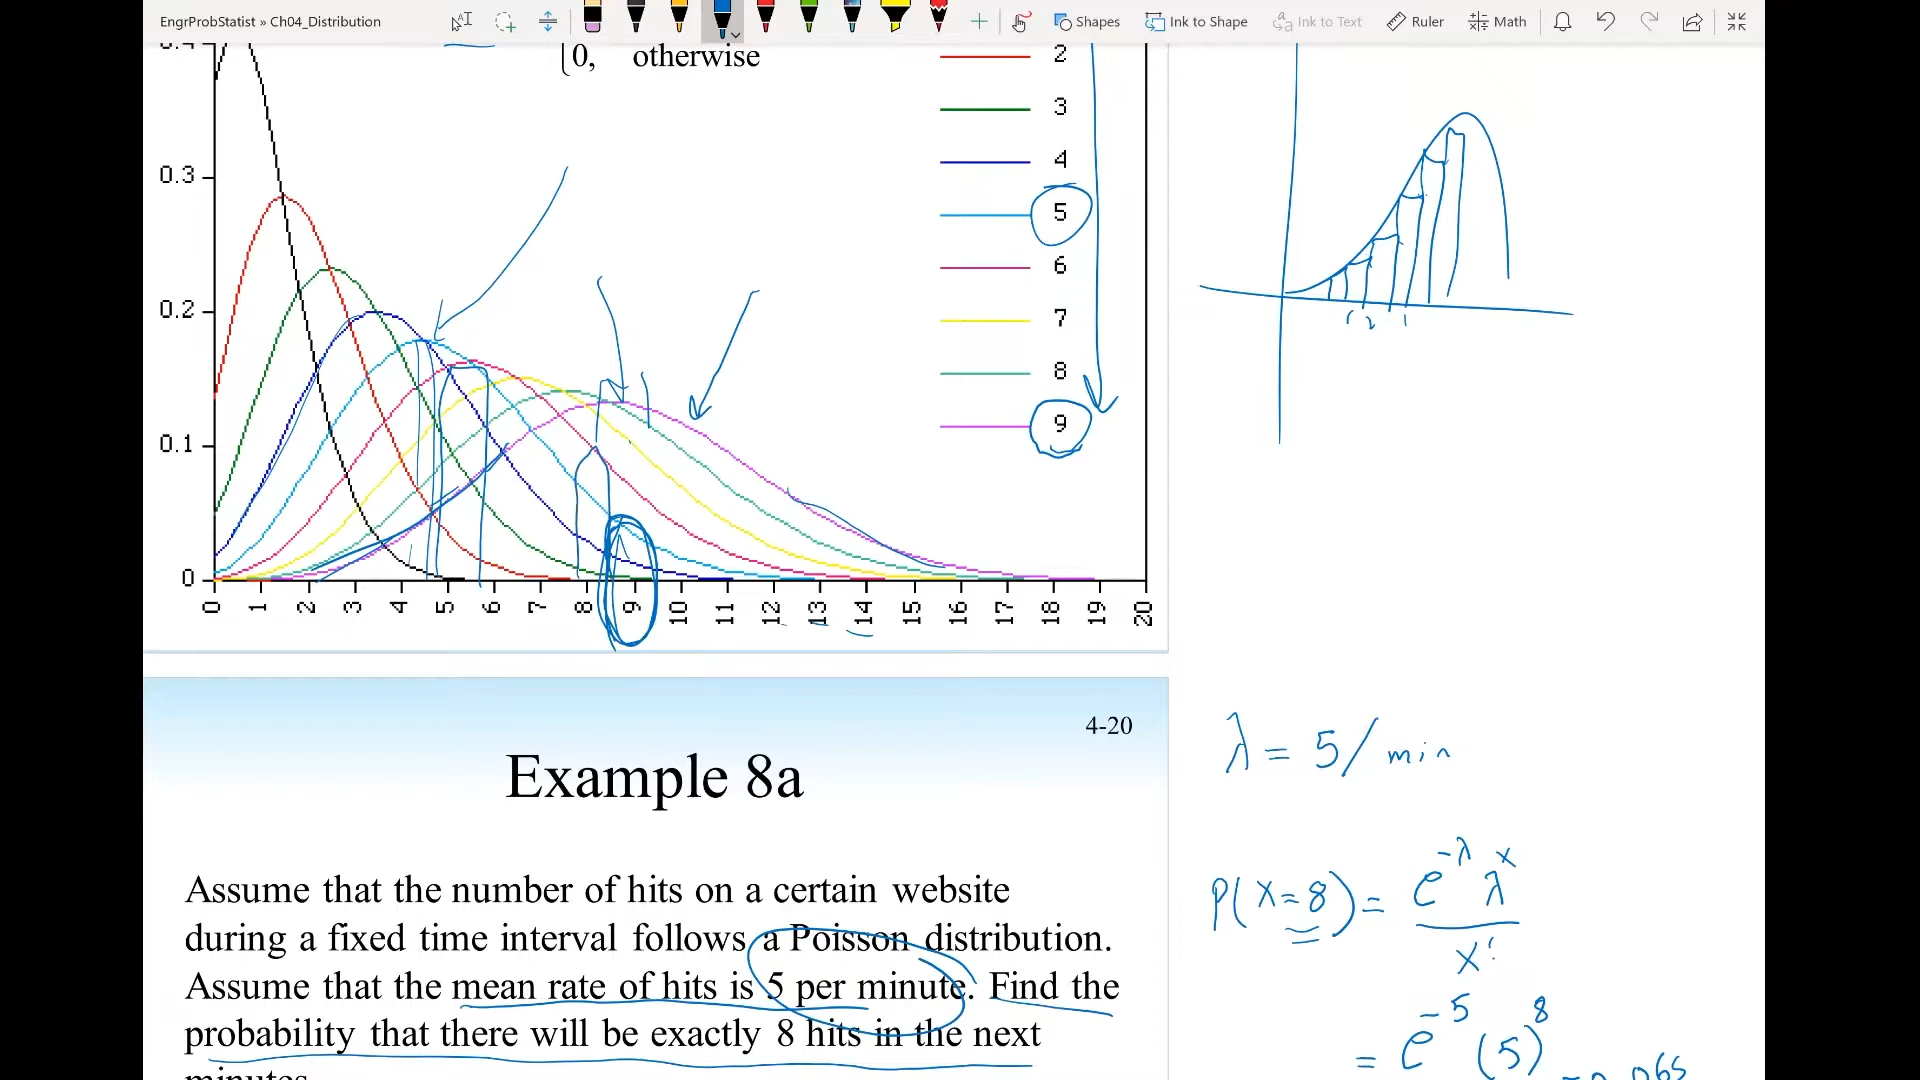 EngrProbStatist » Ch04_Distribution
Shapes
Ink to Shape
Ink to Text
Ruler
Math
0.4
0, otherwise
2
3
0.3
4
5
0.2
6
7
8
0.1
9
0
0 1 2 3 4 5 6 7 8 9 10 11 12 13 14 15 16 17 18 19 20
4-20
Example 8a
Assume that the number of hits on a certain website
during a fixed time interval follows a Poisson distribution.
Assume that the mean rate of hits is 5 per minute. Find the
probability that there will be exactly 8 hits in the next
minutes
λ = 5/min
P(X=8) = e^-λ λ^x
x!
= e^-5 (5)^8